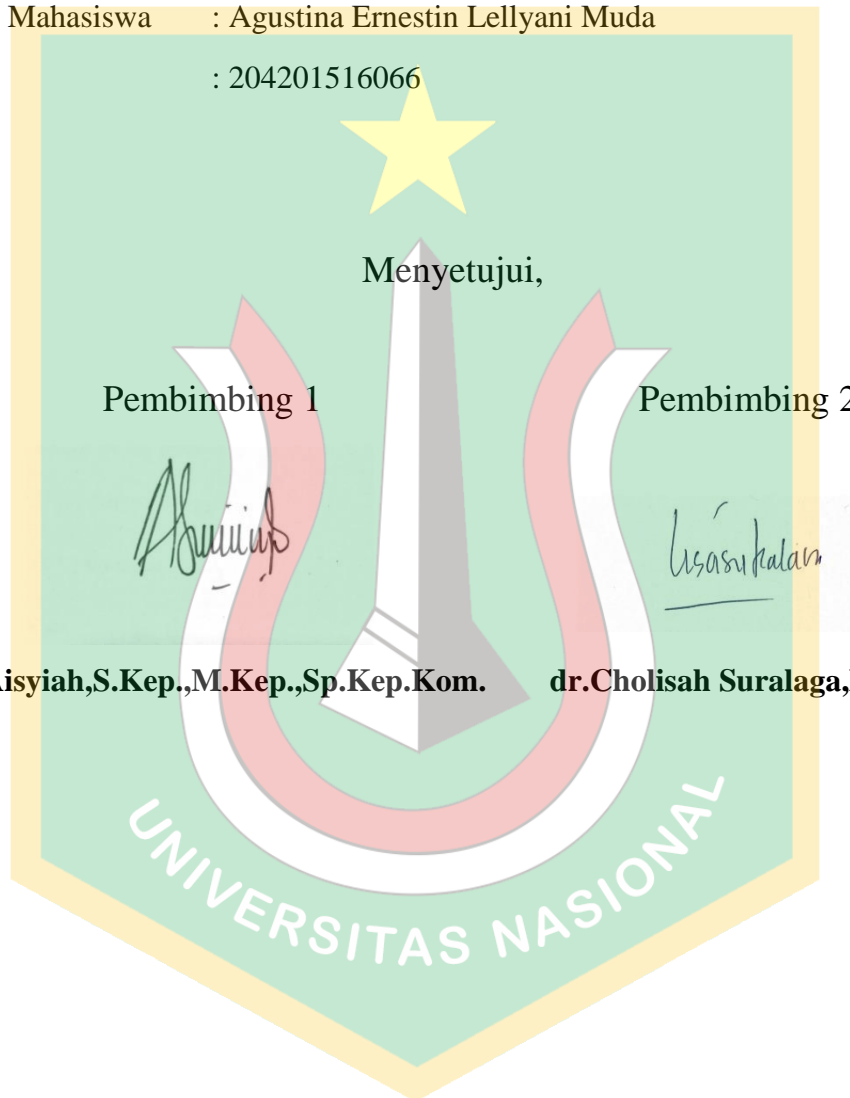 Mahasiswa : Agustina Ernestin Lellyani Muda
: 204201516066
Menyetujui,
Pembimbing 1 Pembimbing 2
Aisyiah,S.Kep.,M.Kep.,Sp.Kep.Kom. dr.Cholisah Suralaga,
UNIVERSITAS NASIONAL